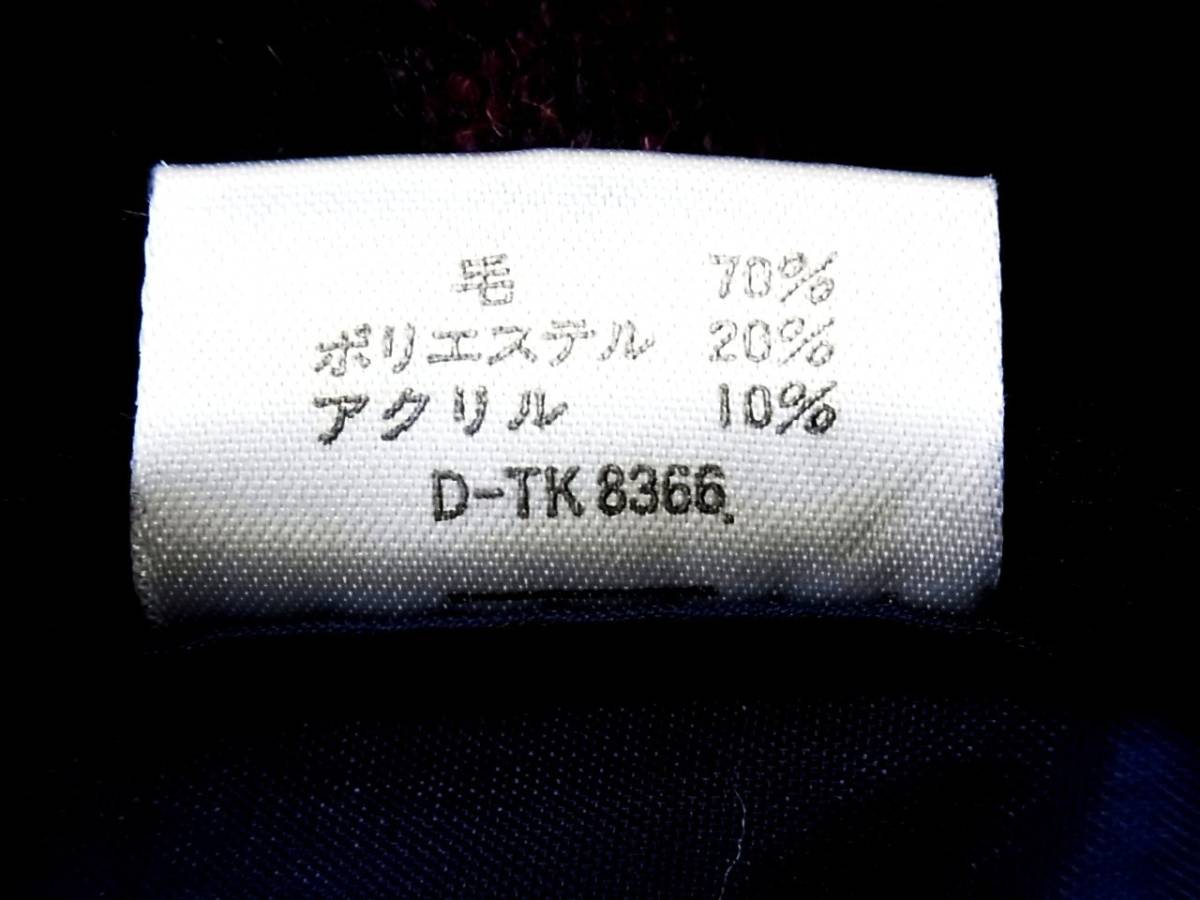 毛 70%
ポリエステル 20%
アクリル 10%
D-TK 8366.